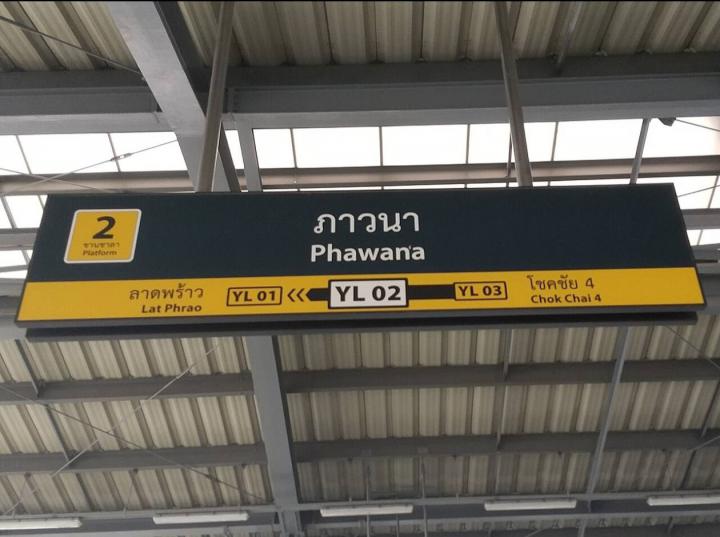 2
ชานชาลา
Platform
ภาวนา
Phawana
ลาดพร้าว
Lat Phrao
YL 01
YL 02
YL 03
โชคชัย 4
Chok Chai 4